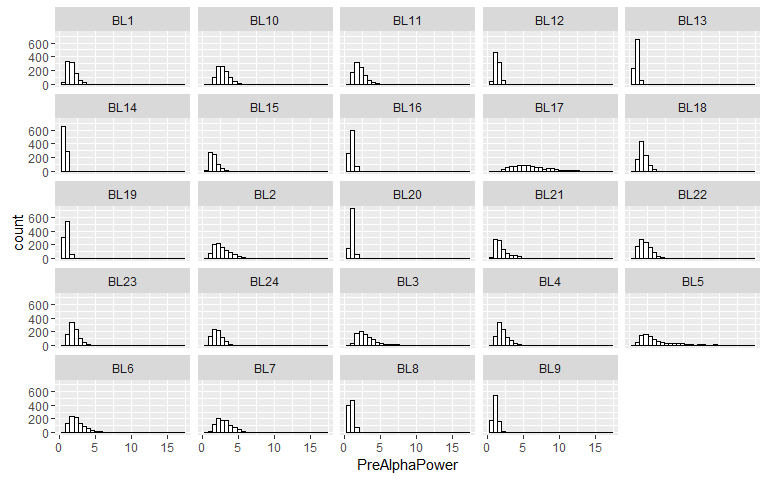 BL1 BL10 BL11 BL12 BL13
600
400
200
0
BL14 BL15 BL16 BL17 BL18
600
400
200
0
BL19 BL2 BL20 BL21 BL22
600
400
200
0
BL23 BL24 BL3 BL4 BL5
600
400
200
0
BL6 BL7 BL8 BL9
600
400
200
0
0 5 10 15 0 5 10 15 0 5 10 15 0 5 10 15
PreAlphaPower
count